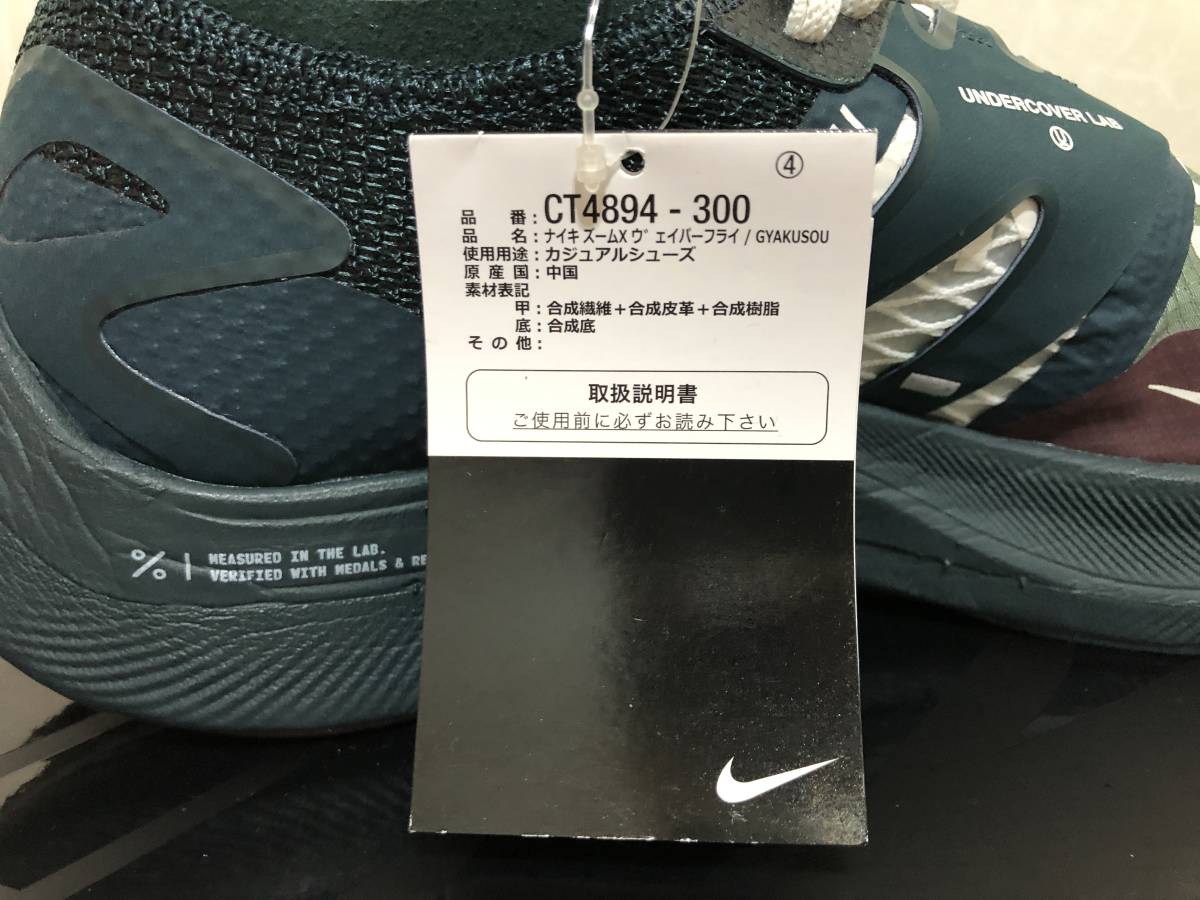 UNDERCOVER LAB
④
品 番：CT4894 - 300
品 名：ナイキ ズームX ヴェイパーフライ / GYAKUSOU
使用用途：カジュアルシューズ
原 産 国：中国
素材表記
甲：合成繊維＋合成皮革＋合成樹脂
底：合成底
そ の 他：
取扱説明書
ご使用前に必ずお読み下さい
% | MEASURED IN THE LAB.
VERIFIED WITH MEDALS & RE